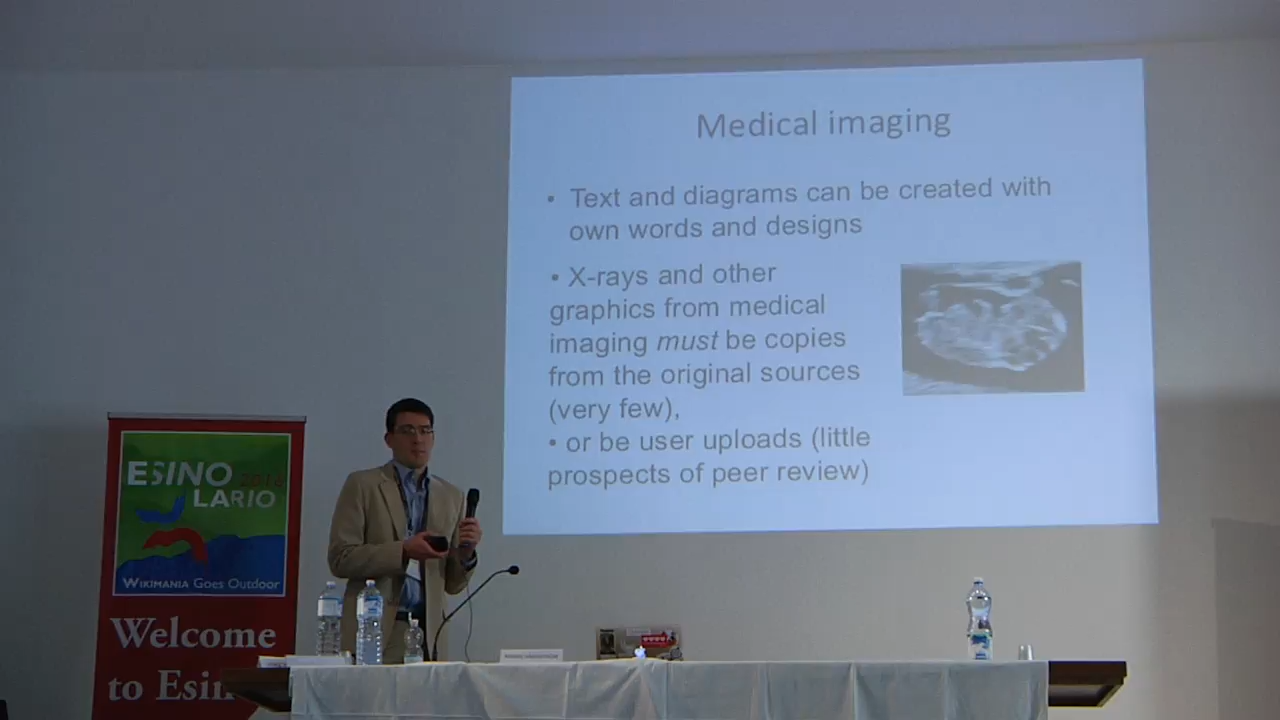 Medical imaging
• Text and diagrams can be created with
own words and designs
• X-rays and other
graphics from medical
imaging must be copies
from the original sources
(very few),
• or be user uploads (little
prospects of peer review)
ESINO 2016
LARIO
WIKIMANIA GOES OUTDOOR
Welcome
to Esin